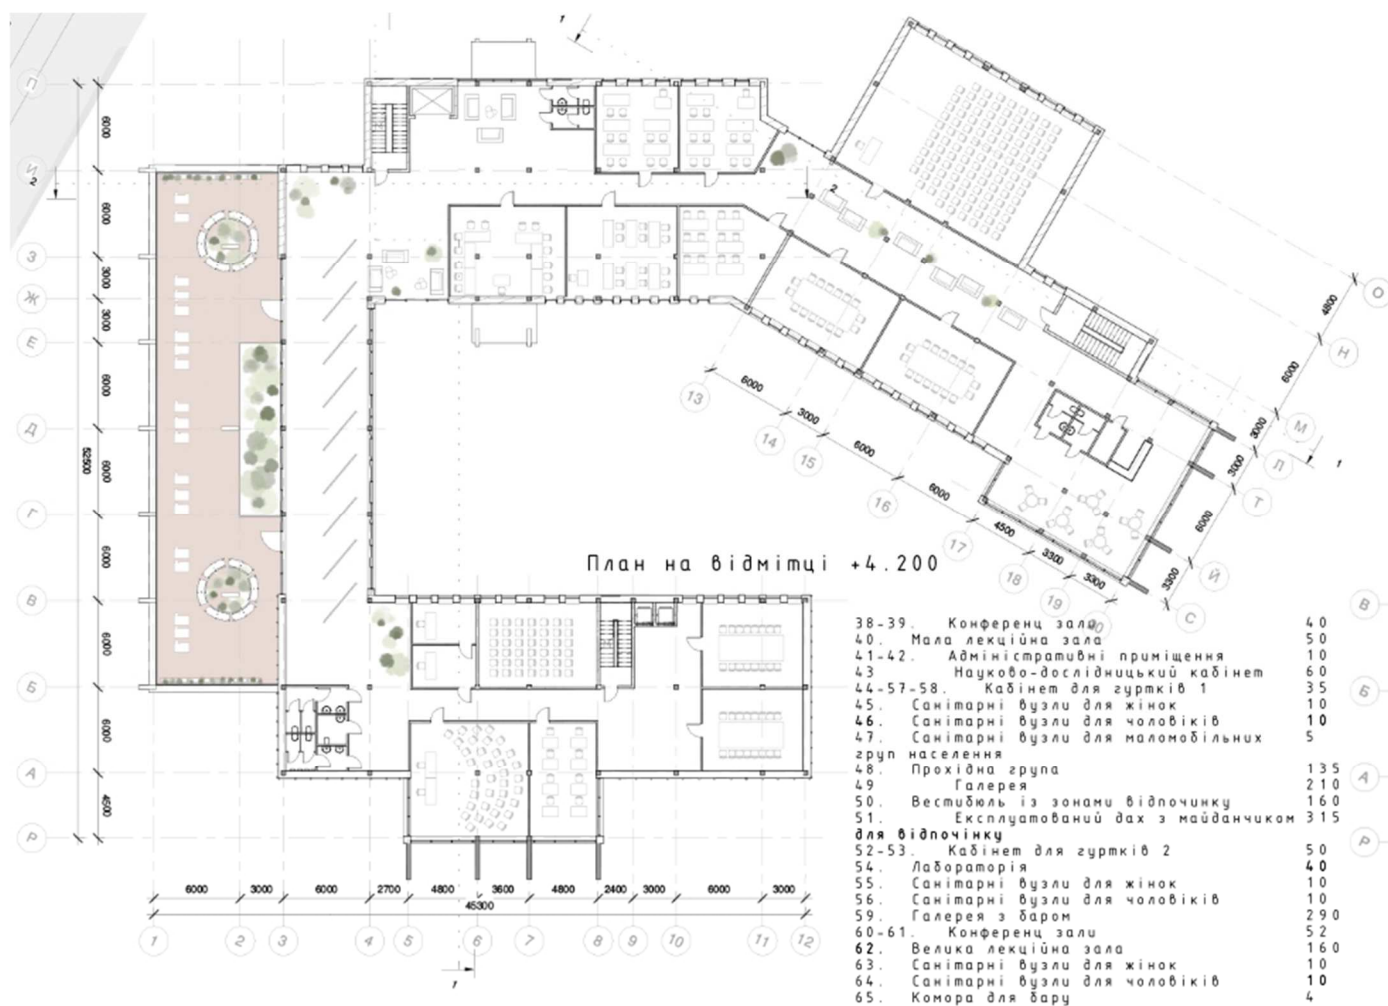 1
П
И
З
Ж
Е
Д
Г
В
Б
А
Р
6000
6000
3000
3000
6000
6000
6000
6000
6000
4500
52500
2
2
13
14
15
16
17
18
19
6000
3000
6000
6000
4500
3300
3300
О
Н
М
Л
Т
Й
С
4800
6000
3000
3000
6000
3300
1
План на відмітці +4.200
38-39. Конференц зали 40
40. Мала лекційна зала 50
41-42. Адміністративні приміщення 10
43 Науково-дослідницький кабінет 60
44-57-58. Кабінет для гуртків 1 35
45. Санітарні вузли для жінок 10
46. Санітарні вузли для чоловіків 10
47. Санітарні вузли для маломобільних 5
груп населення
48. Прохідна група 135
49 Галерея 210
50. Вестибюль із зонами відпочинку 160
51. Експлуатований дах з майданчиком 315
для відпочінку
52-53. Кабінет для гуртків 2 50
54. Лабораторія 40
55. Санітарні вузли для жінок 10
56. Санітарні вузли для чоловіків 10
59. Галерея з баром 290
60-61. Конференц зали 52
62. Велика лекційна зала 160
63. Санітарні вузли для жінок 10
64. Санітарні вузли для чоловіків 10
65. Комора для бару 4
В
Б
А
Р
6000 3000 6000 2700 4800 3600 4800 2400 3000 6000 3000
45300
1 2 3 4 5 6 7 8 9 10 11 12
1